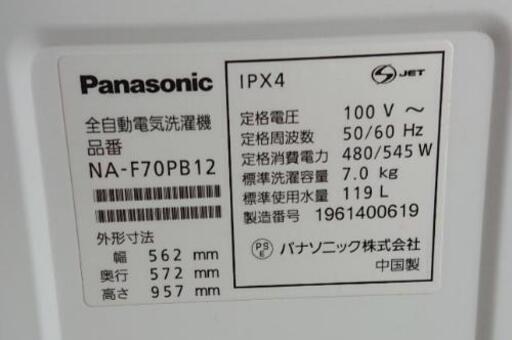 Panasonic
全自動電気洗濯機
品番
NA-F70PB12
外形寸法
幅 562 mm
奥行 572 mm
高さ 957 mm
IPX4
S JET
定格電圧 100 V ～
定格周波数 50/60 Hz
定格消費電力 480/545 W
標準洗濯容量 7.0 kg
標準使用水量 119 L
製造番号 1961400619
PS E パナソニック株式会社
中国製